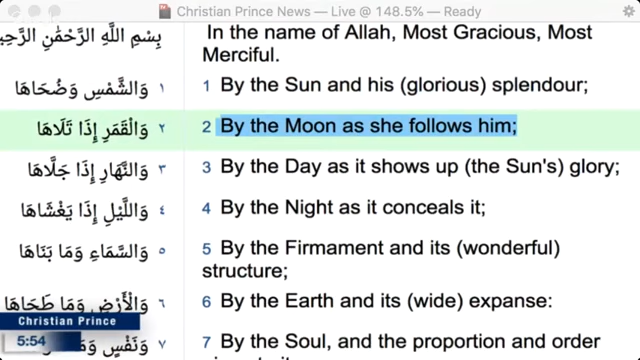 Christian Prince News — Live @ 148.5% — Ready
بِسْمِ اللَّهِ الرَّحْمَٰنِ
In the name of Allah, Most Gracious, Most
Merciful.
١ وَالشَّمْسِ وَضُحَاهَا
1 By the Sun and his (glorious) splendour;
٢ وَالْقَمَرِ إِذَا تَلَاهَا
2 By the Moon as she follows him;
٣ وَالنَّهَارِ إِذَا جَلَّاهَا
3 By the Day as it shows up (the Sun's) glory;
٤ وَاللَّيْلِ إِذَا يَغْشَاهَا
4 By the Night as it conceals it;
٥ وَالسَّمَاءِ وَمَا بَنَاهَا
5 By the Firmament and its (wonderful)
structure;
٦ وَالْأَرْضِ وَمَا طَحَاهَا
6 By the Earth and its (wide) expanse:
Christian Prince
5:54
٧ وَنَفْسٍ
7 By the Soul, and the proportion and order